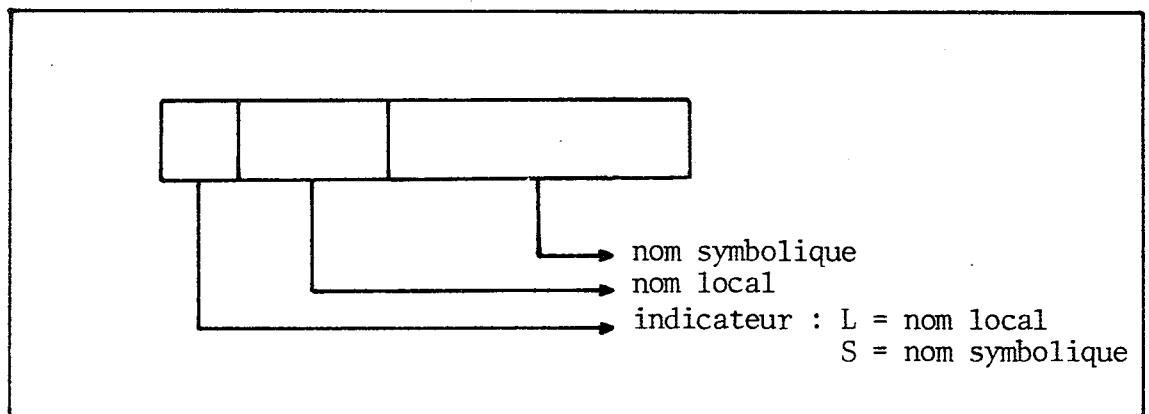 nom symbolique
nom local
indicateur : L = nom local
S = nom symbolique